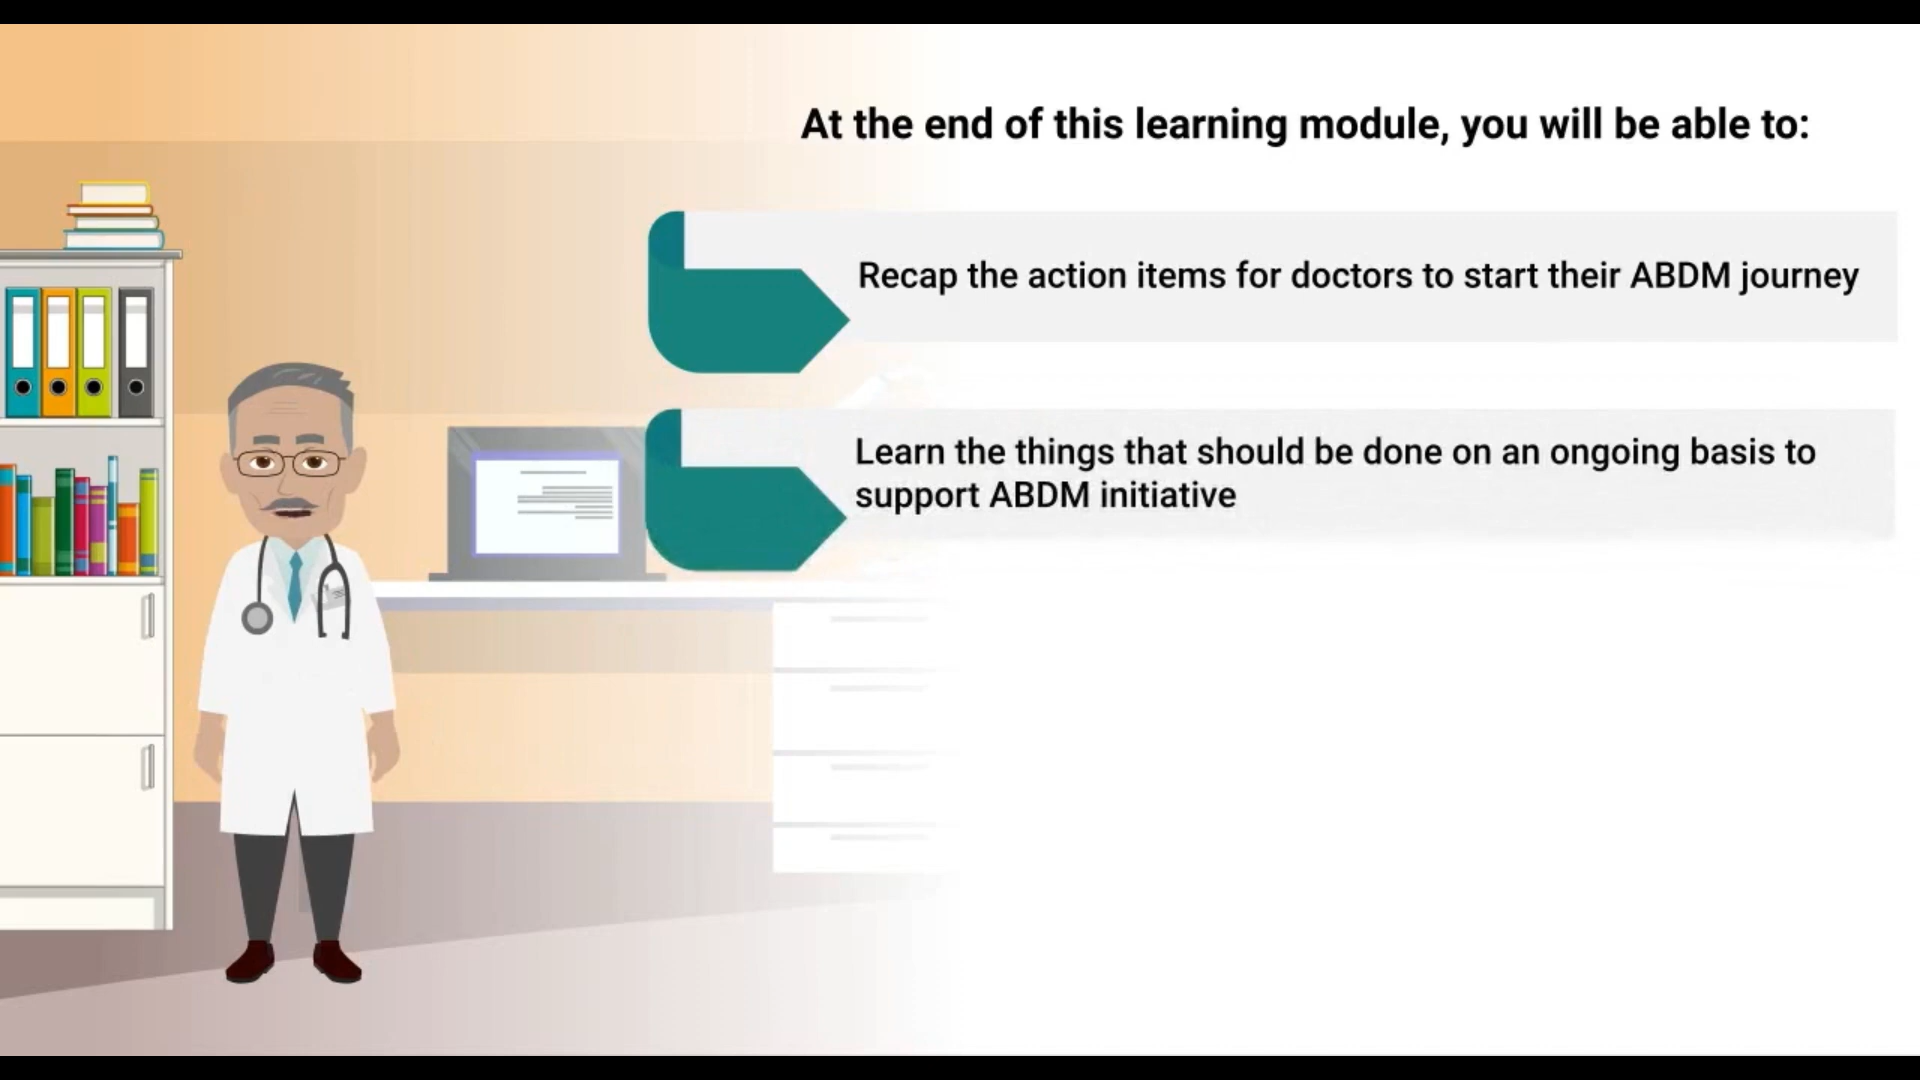 At the end of this learning module, you will be able to:
Recap the action items for doctors to start their ABDM journey
Learn the things that should be done on an ongoing basis to
support ABDM initiative